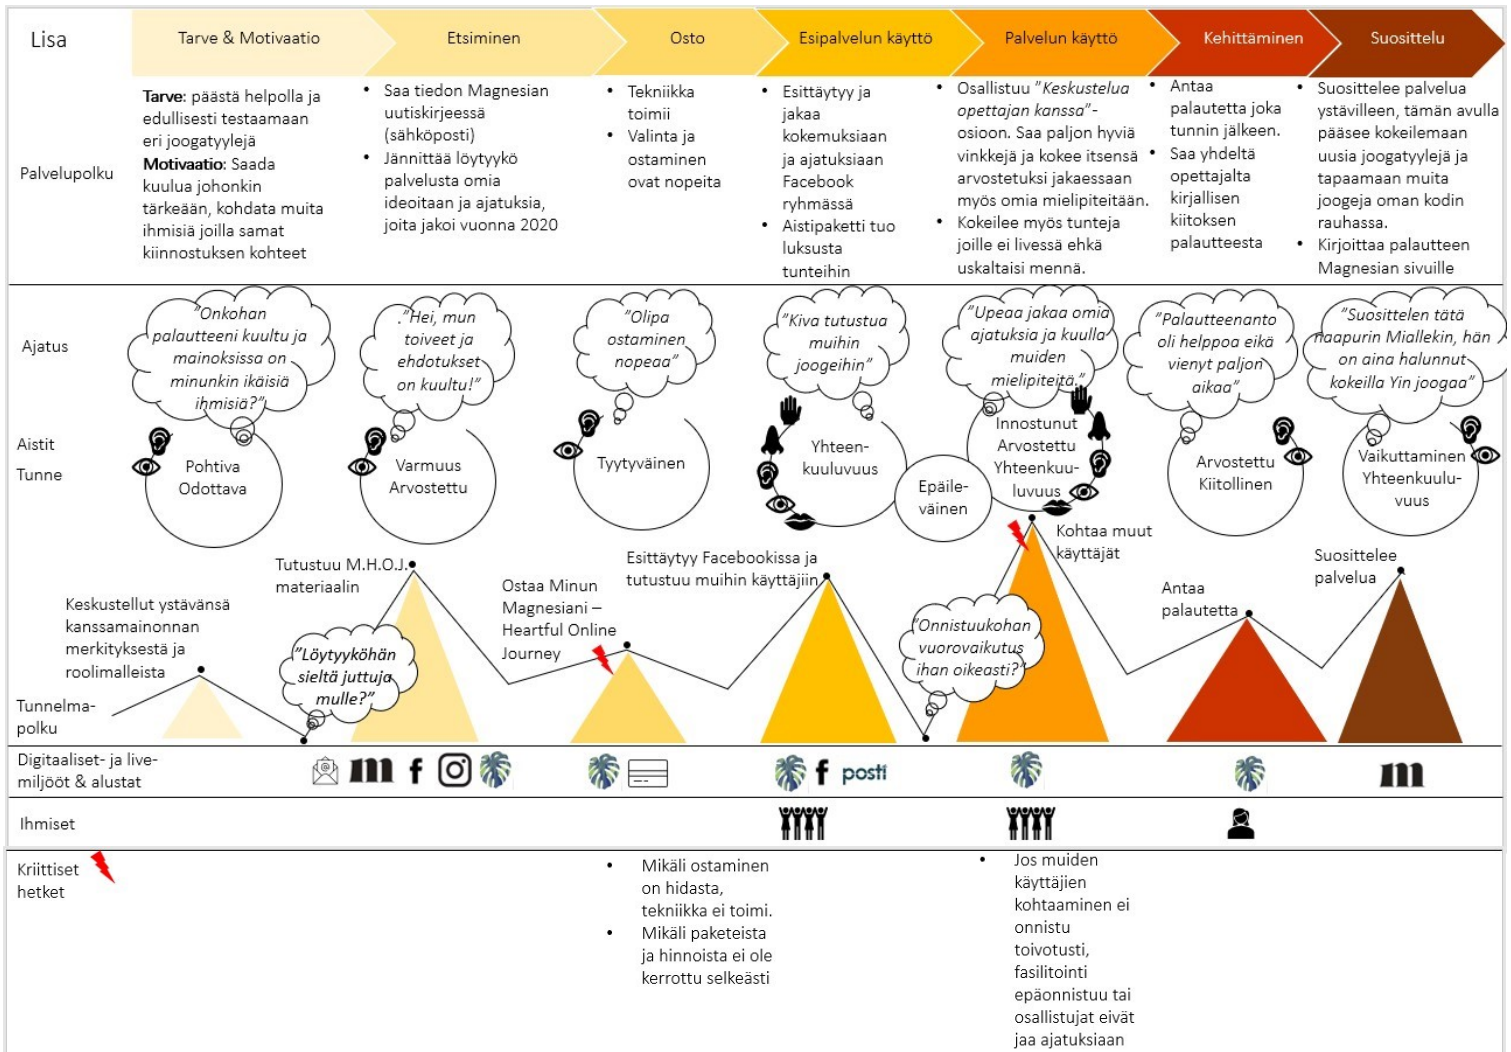 Lisa
Tarve & Motivaatio
Etsiminen
Osto
Esipalvelun käyttö
Palvelun käyttö
Kehittäminen
Suosittelu
Palvelupolku
Tarve: päästä helpolla ja
edullisesti testaamaan
eri joogatyylejä
Motivaatio: Saada
kuulua johonkin
tärkeään, kohdata muita
ihmisiä joilla samat
kiinnostuksen kohteet
• Saa tiedon Magnesian
uutiskirjeessä
(sähköposti)
• Jännittää löytyykö
palvelusta omia
ideoitaan ja ajatuksia,
joita jakoi vuonna 2020
• Tekniikka
toimii
• Valinta ja
ostaminen
ovat nopeita
• Esittäytyy ja
jakaa
kokemuksiaan
ja ajatuksiaan
Facebook
ryhmässä
• Aistipaketti tuo
luksusta
tunteihin
• Osallistuu "Keskustelua
opettajan kanssa"-
osioon. Saa paljon hyviä
vinkkejä ja kokee itsensä
arvostetuksi jakaessaan
myös omia mielipiteitään.
• Kokeilee myös tunteja
joille ei livessä ehkä
uskaltaisi mennä.
• Antaa
palautetta joka
tunnin jälkeen.
• Saa yhdeltä
opettajalta
kirjallisen
kiitoksen
palautteesta
• Suosittelee palvelua
ystävilleen, tämän avulla
pääsee kokeilemaan
uusia joogatyylejä ja
tapaamaan muita
joogeja oman kodin
rauhassa.
• Kirjoittaa palautteen
Magnesian sivuille
Ajatus
"Onkohan
palautteeni kuultu ja
mainoksissa on
minunkin ikäisiä
ihmisiä?"
."Hei, mun
toiveet ja
ehdotukset
on kuultu!"
"Olipa
ostaminen
nopeaa"
"Kiva tutustua
muihin
joogeihin"
"Upeaa jakaa omia
ajatuksia ja kuulla
muiden
mielipiteitä."
"Palautteenanto
oli helppoa eikä
vienyt paljon
aikaa"
"Suosittelen tätä
naapurin Miallekin, hän
on aina halunnut
kokeilla Yin joogaa"
Aistit
Tunne
Pohtiva
Odottava
Varmuus
Arvostettu
Tyytyväinen
Yhteen-
kuuluvuus
Epäile-
väinen
Innostunut
Arvostettu
Yhteenkuu-
luvuus
Arvostettu
Kiitollinen
Vaikuttaminen
Yhteenkuulu-
vuus
Tunnelma-
polku
Keskustellut ystävänsä
kanssamainonnan
merkityksestä ja
roolimalleista
Tutustuu M.H.O.J.
materiaalin
"Löytyyköhän
sieltä juttuja
mulle?"
Ostaa Minun
Magnesiani –
Heartful Online
Journey
Esittäytyy Facebookissa ja
tutustuu muihin käyttäjiin
"Onnistuukohan
vuorovaikutus
ihan oikeasti?"
Kohtaa muut
käyttäjät
Antaa
palautetta
Suosittelee
palvelua
Digitaaliset- ja live-
miljööt & alustat
m f
f posti
m
Ihmiset
Kriittiset
hetket
• Mikäli ostaminen
on hidasta,
tekniikka ei toimi.
• Mikäli paketeista
ja hinnoista ei ole
kerrottu selkeästi
• Jos muiden
käyttäjien
kohtaaminen ei
onnistu
toivotusti,
fasilitointi
epäonnistuu tai
osallistujat eivät
jaa ajatuksiaan